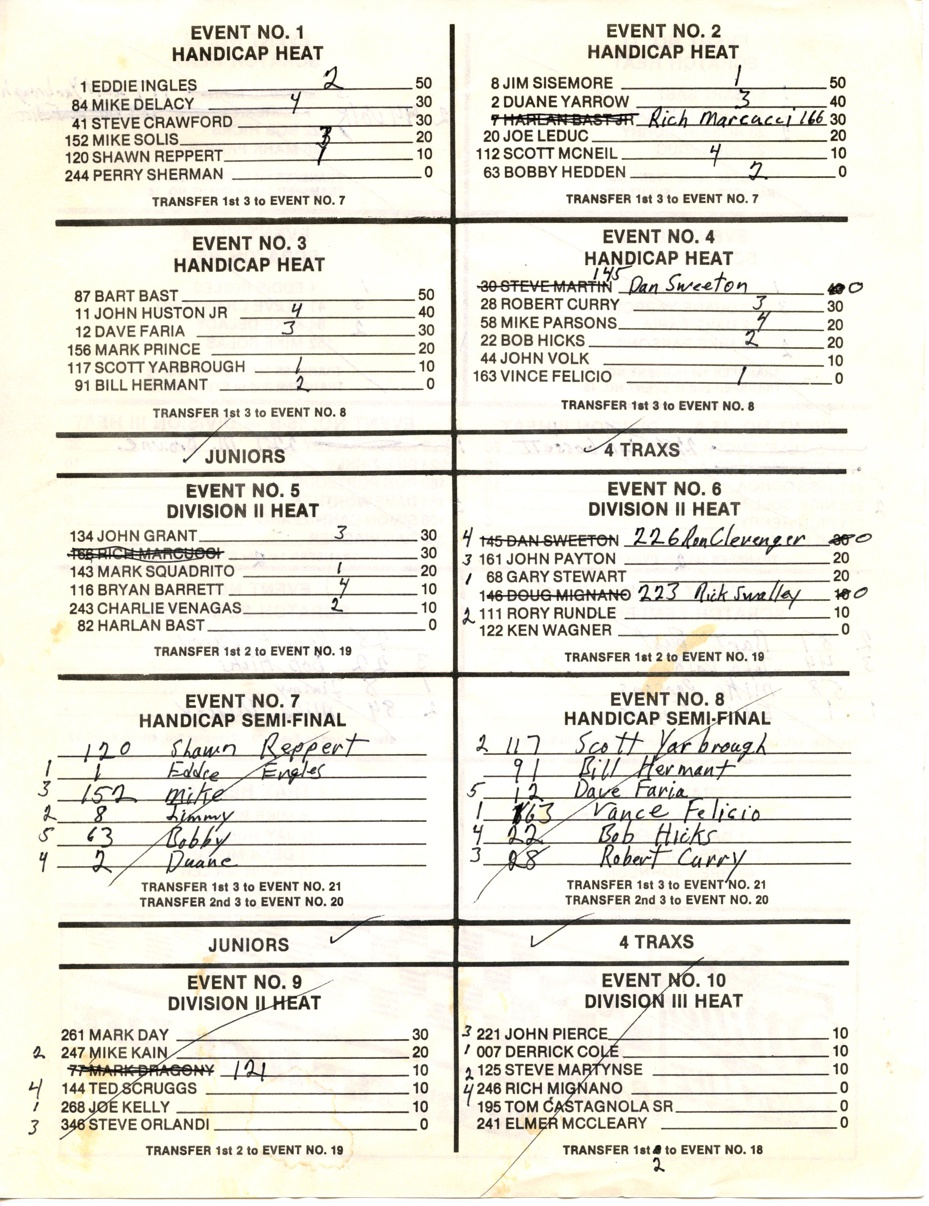 EVENT NO. 1
HANDICAP HEAT
1 EDDIE INGLES 2 50
84 MIKE DELACY 4 30
41 STEVE CRAWFORD 30
152 MIKE SOLIS 3 20
120 SHAWN REPPERT 1 10
244 PERRY SHERMAN 0
TRANSFER 1st 3 to EVENT NO. 7
EVENT NO. 2
HANDICAP HEAT
8 JIM SISEMORE 1 50
2 DUANE YARROW 3 40
7 HARLAN BAST JR Rich Marcucci 166 30
20 JOE LEDUC 20
112 SCOTT MCNEIL 4 10
63 BOBBY HEDDEN 2 0
TRANSFER 1st 3 to EVENT NO. 7
EVENT NO. 3
HANDICAP HEAT
87 BART BAST 50
11 JOHN HUSTON JR 4 40
12 DAVE FARIA 3 30
156 MARK PRINCE 20
117 SCOTT YARBROUGH 1 10
91 BILL HERMANT 2 0
TRANSFER 1st 3 to EVENT NO. 8
EVENT NO. 4
HANDICAP HEAT
145
30 STEVE MARTIN Dan Sweeton 0
28 ROBERT CURRY 3 30
58 MIKE PARSONS 4 20
22 BOB HICKS 2 20
44 JOHN VOLK 10
163 VINCE FELICIO 1 0
TRANSFER 1st 3 to EVENT NO. 8
JUNIORS
4 TRAXS
EVENT NO. 5
DIVISION II HEAT
134 JOHN GRANT 3 30
166 RICH MARCUCCI 30
143 MARK SQUADRITO 1 20
116 BRYAN BARRETT 4 10
243 CHARLIE VENAGAS 2 10
82 HARLAN BAST 0
TRANSFER 1st 2 to EVENT NO. 19
EVENT NO. 6
DIVISION II HEAT
4 145 DAN SWEETON 226 Ron Clevenger 30 0
3 161 JOHN PAYTON 20
1 68 GARY STEWART 20
146 DOUG MIGNANO 223 Rick Swalley 10 0
2 111 RORY RUNDLE 10
122 KEN WAGNER 0
TRANSFER 1st 2 to EVENT NO. 19
EVENT NO. 7
HANDICAP SEMI-FINAL
120 Shawn Reppert
1 1 Eddie Engles
3 152 mike
2 8 Jimmy
5 63 Bobby
4 2 Duane
TRANSFER 1st 3 to EVENT NO. 21
TRANSFER 2nd 3 to EVENT NO. 20
EVENT NO. 8
HANDICAP SEMI-FINAL
2 117 Scott Yarbrough
91 Bill Hermant
5 12 Dave Faria
1 163 Vance Felicio
4 22 Bob Hicks
3 28 Robert Curry
TRANSFER 1st 3 to EVENT NO. 21
TRANSFER 2nd 3 to EVENT NO. 20
JUNIORS
4 TRAXS
EVENT NO. 9
DIVISION II HEAT
261 MARK DAY 30
2 247 MIKE KAIN 20
77 MARK DRAGONY 121 10
4 144 TED SCRUGGS 10
1 268 JOE KELLY 10
3 346 STEVE ORLANDI 0
TRANSFER 1st 2 to EVENT NO. 19
EVENT NO. 10
DIVISION III HEAT
3 221 JOHN PIERCE 10
1 007 DERRICK COLE 10
2 125 STEVE MARTYNSE 10
4 246 RICH MIGNANO 0
195 TOM CASTAGNOLA SR 0
241 ELMER MCCLEARY 0
TRANSFER 1st to EVENT NO. 18
2